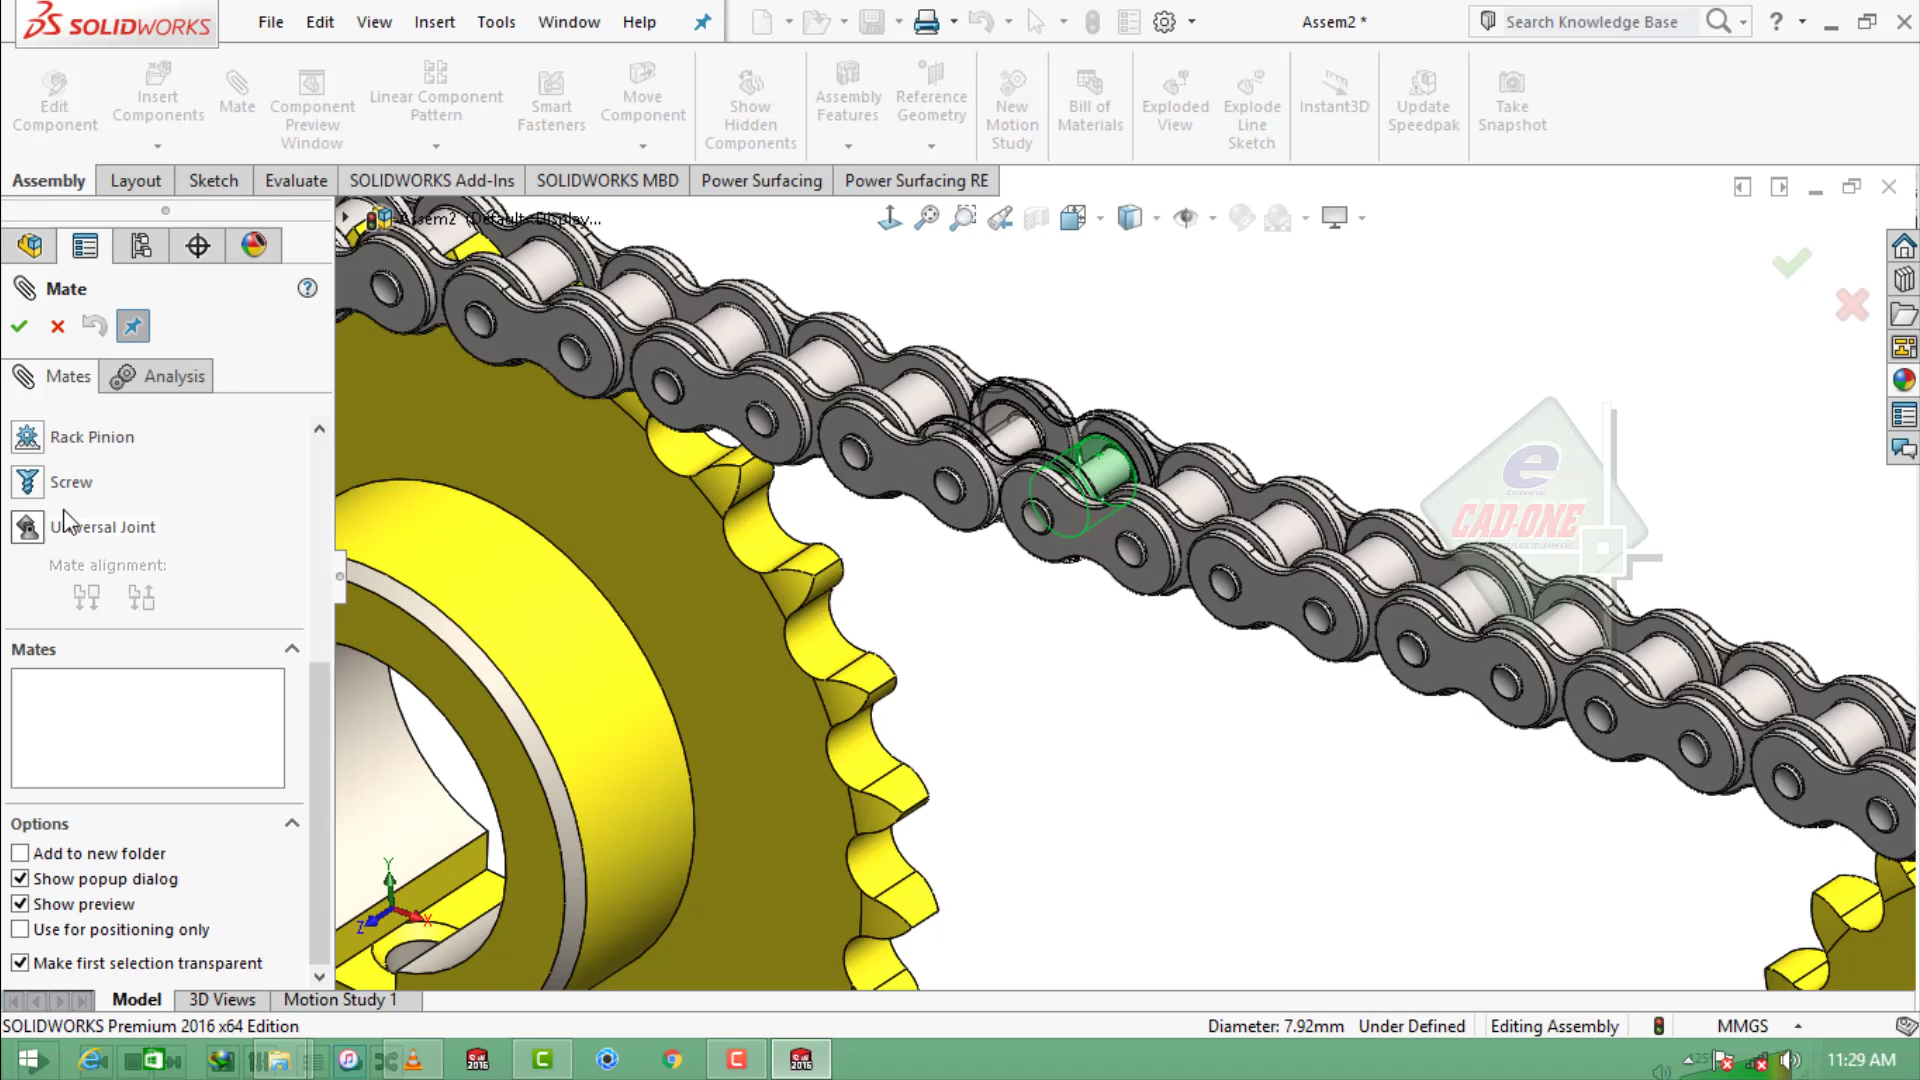 SOLIDWORKS
File Edit View Insert Tools Window Help
Assem2 *
Search Knowledge Base
Edit Component
Insert Components
Mate
Component Preview Window
Linear Component Pattern
Smart Fasteners
Move Component
Show Hidden Components
Assembly Features
Reference Geometry
New Motion Study
Bill of Materials
Exploded View
Explode Line Sketch
Instant3D
Update Speedpak
Take Snapshot
Assembly Layout Sketch Evaluate SOLIDWORKS Add-Ins SOLIDWORKS MBD Power Surfacing Power Surfacing RE
Assem2 (Default<Display...
Mate
Mates Analysis
Rack Pinion
Screw
Universal Joint
Mate alignment:
Mates
Options
Add to new folder
Show popup dialog
Show preview
Use for positioning only
Make first selection transparent
Y
Z
X
e
CAD-ONE
Model 3D Views Motion Study 1
SOLIDWORKS Premium 2016 x64 Edition
Diameter: 7.92mm Under Defined Editing Assembly MMGS
11:29 AM